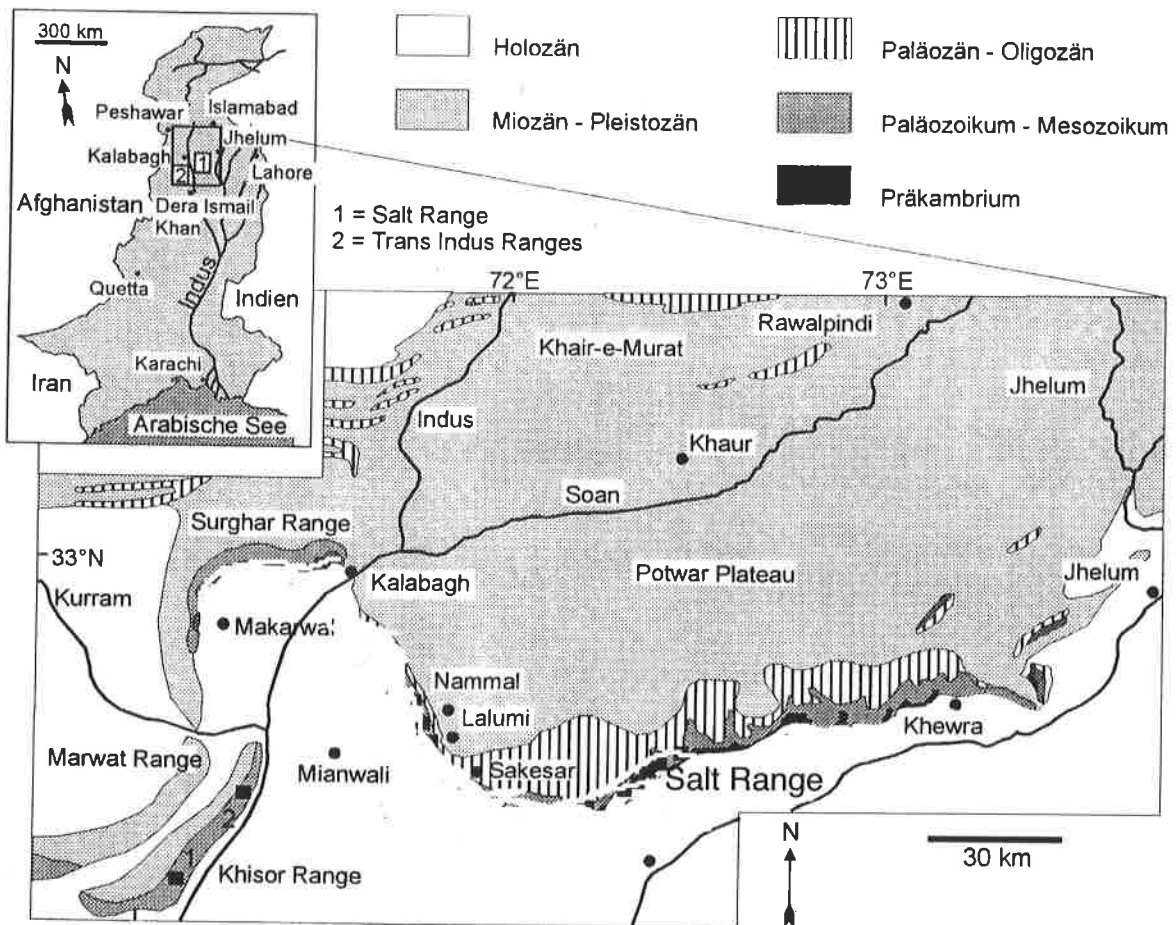 300 km
N
Peshawar
Islamabad
Jhelum
Kalabagh
1
2
Lahore
Afghanistan
Dera Ismail
Khan
Quetta
Indus
Indien
Karachi
Iran
Arabische See
Holozän
Miozän - Pleistozän
Paläozän - Oligozän
Paläozoikum - Mesozoikum
Präkambrium
1 = Salt Range
2 = Trans Indus Ranges
72°E
73°E
Rawalpindi
Khair-e-Murat
Jhelum
Indus
Khaur
Soan
Surghar Range
33°N
Kalabagh
Potwar Plateau
Jhelum
Kurram
Makarwal
Nammal
Lalumi
Khewra
Marwat Range
Mianwali
Sakesar
Salt Range
2
1
Khisor Range
N
30 km